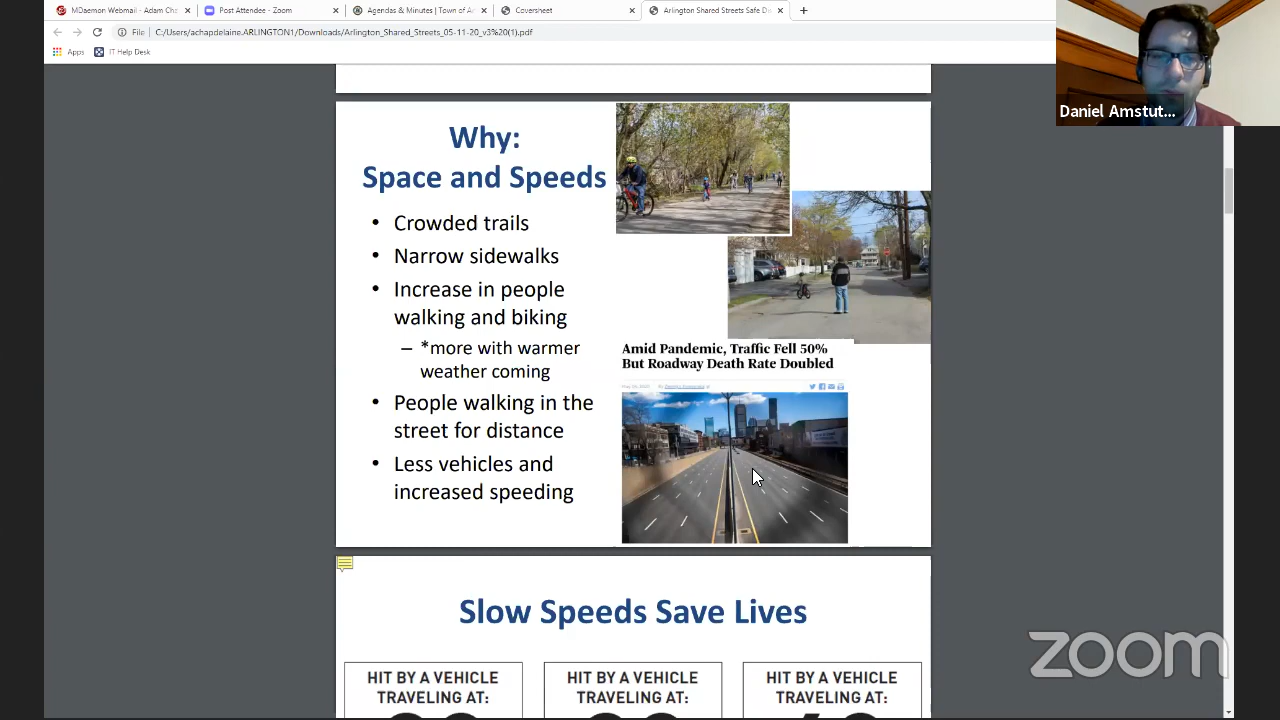 MDaemon Webmail - Adam Cha
Post Attendee - Zoom
Agendas & Minutes | Town of Ar
Coversheet
Arlington Shared Streets Safe Da
File
C:/Users/achapdelaine.ARLINGTON1/Downloads/Arlington_Shared_Streets_05-11-20_v3%20(1).pdf
Apps
IT Help Desk
Daniel Amstut...
Why:
Space and Speeds
• Crowded trails
• Narrow sidewalks
• Increase in people
walking and biking
– *more with warmer
weather coming
• People walking in the
street for distance
• Less vehicles and
increased speeding
Amid Pandemic, Traffic Fell 50%
But Roadway Death Rate Doubled
Slow Speeds Save Lives
HIT BY A VEHICLE
TRAVELING AT:
HIT BY A VEHICLE
TRAVELING AT:
HIT BY A VEHICLE
TRAVELING AT:
zoom